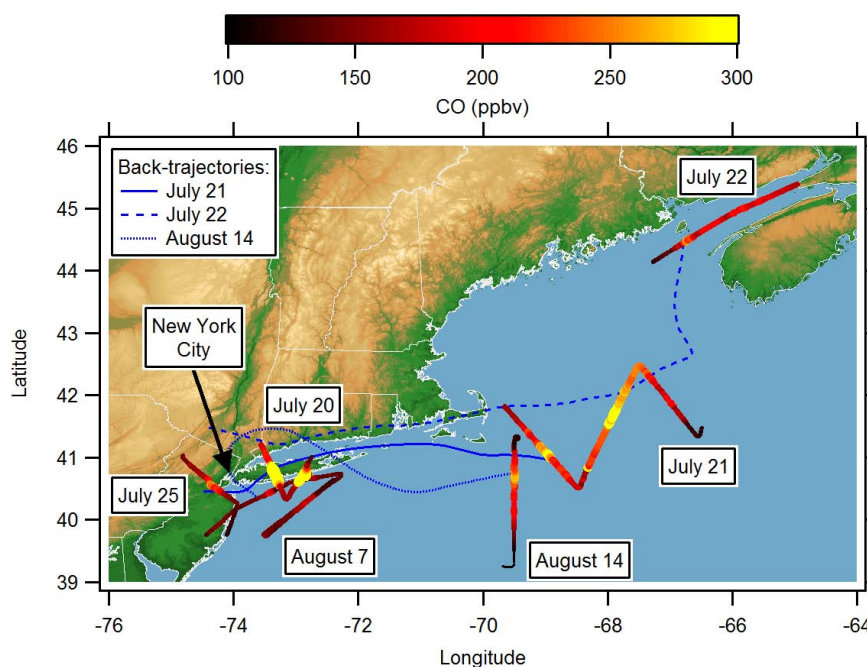 100 150 200 250 300
CO (ppbv)
Back-trajectories:
July 21
July 22
August 14
July 22
New York
City
July 20
July 21
July 25
August 7
August 14
46
45
44
43
42
41
40
39
Latitude
-76 -74 -72 -70 -68 -66 -64
Longitude